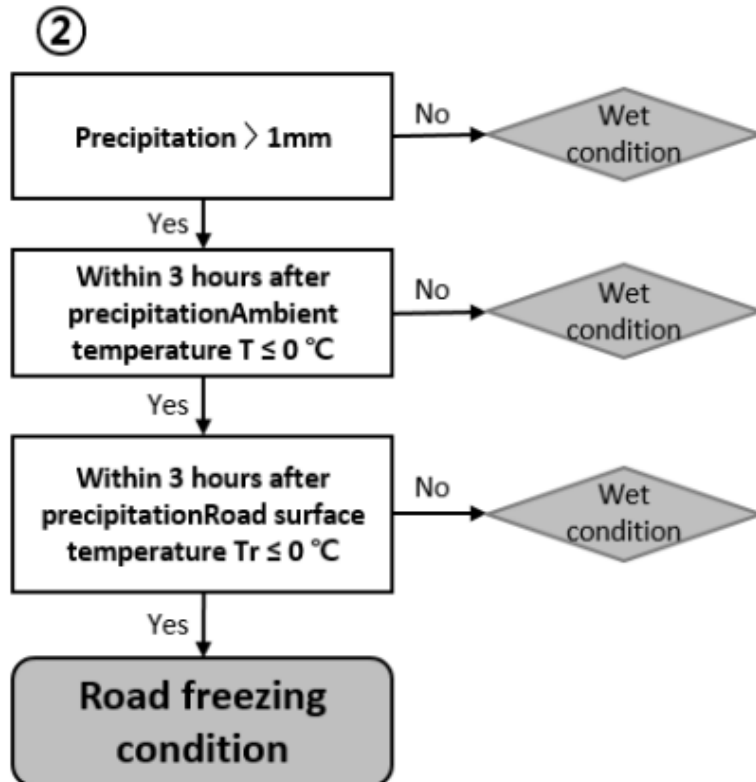 ②
Precipitation 〉 1mm
No
Wet
condition
Yes
Within 3 hours after
precipitationAmbient
temperature T ≤ 0 ℃
No
Wet
condition
Yes
Within 3 hours after
precipitationRoad surface
temperature Tr ≤ 0 ℃
No
Wet
condition
Yes
Road freezing
condition